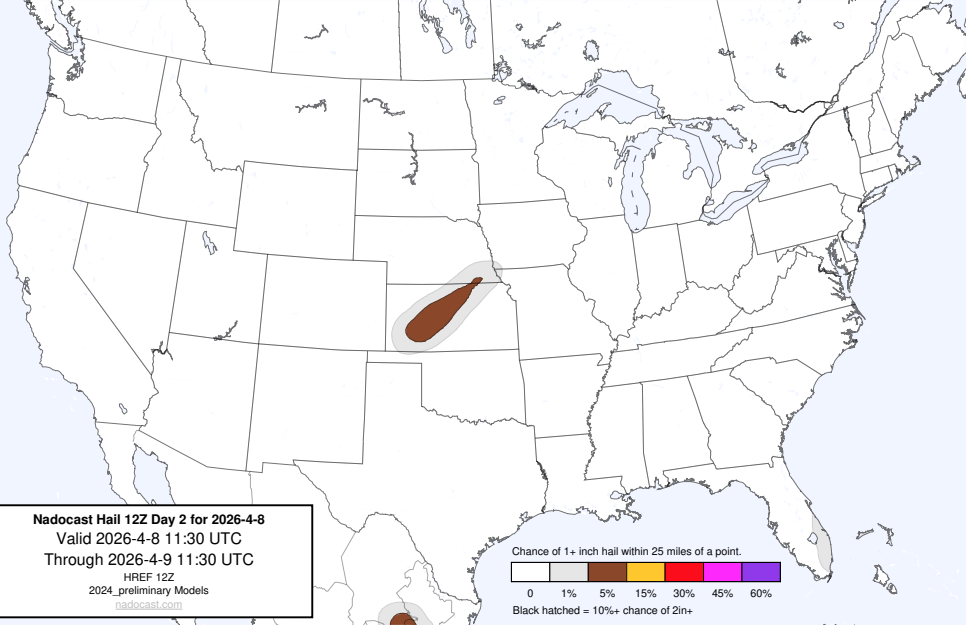 Nadocast Hail 12Z Day 2 for 2026-4-8
Valid 2026-4-8 11:30 UTC
Through 2026-4-9 11:30 UTC
HREF 12Z
2024_preliminary Models
nadocast.com
Chance of 1+ inch hail within 25 miles of a point.
0 1% 5% 15% 30% 45% 60%
Black hatched = 10%+ chance of 2in+